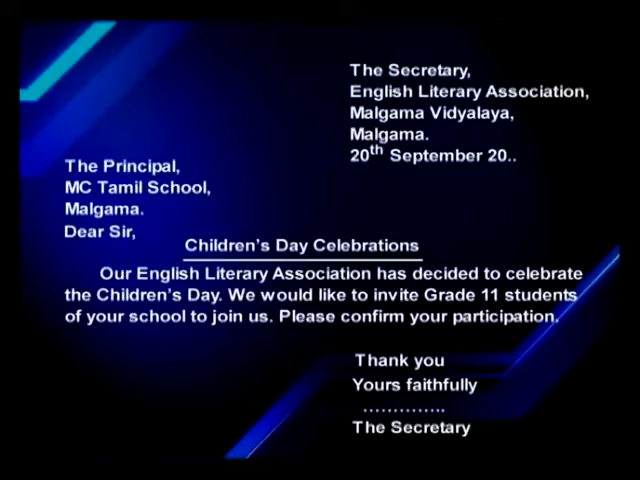 The Secretary,
English Literary Association,
Malgama Vidyalaya,
Malgama.
20th September 20..
The Principal,
MC Tamil School,
Malgama.
Dear Sir,
Children's Day Celebrations
Our English Literary Association has decided to celebrate
the Children's Day. We would like to invite Grade 11 students
of your school to join us. Please confirm your participation.
Thank you
Yours faithfully
..............
The Secretary